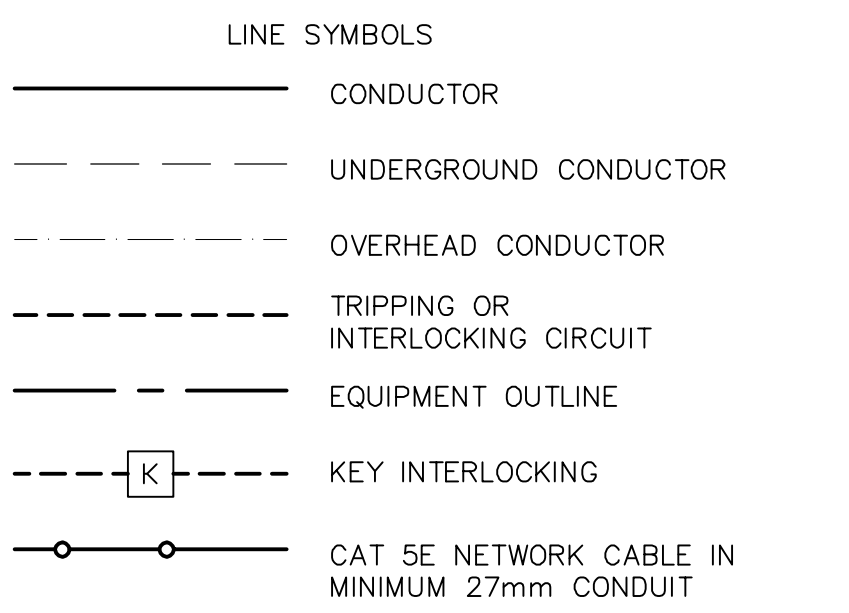 LINE SYMBOLS
CONDUCTOR
UNDERGROUND CONDUCTOR
OVERHEAD CONDUCTOR
TRIPPING OR
INTERLOCKING CIRCUIT
EQUIPMENT OUTLINE
K KEY INTERLOCKING
CAT 5E NETWORK CABLE IN
MINIMUM 27mm CONDUIT